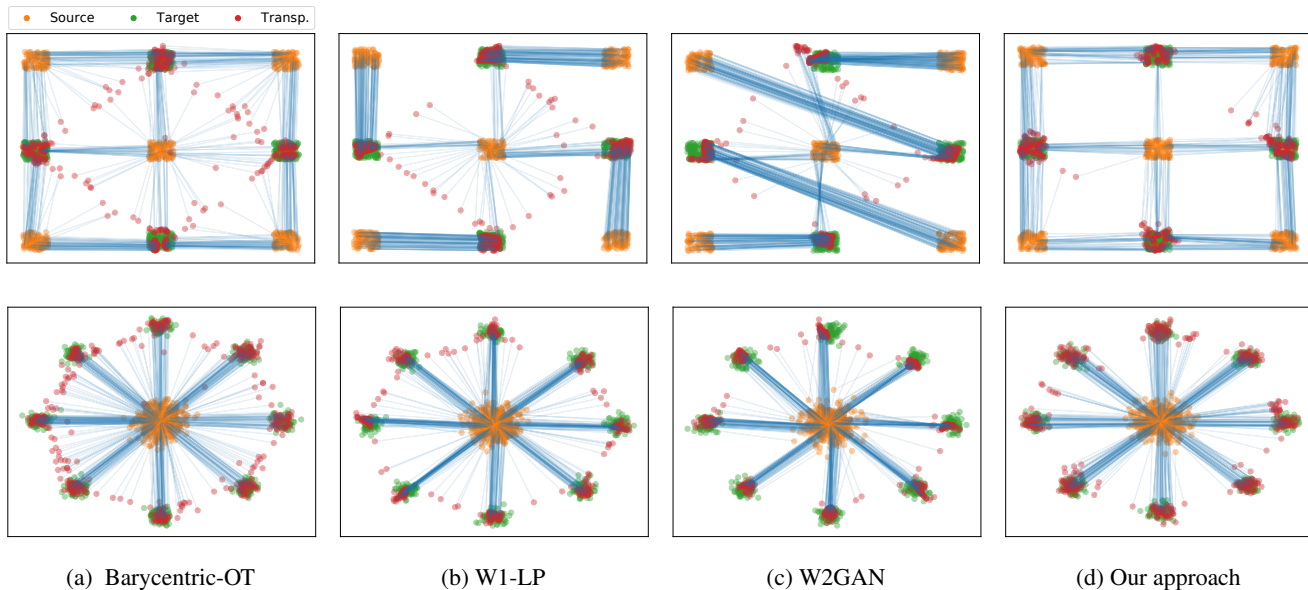 Source Target Transp.
(a) Barycentric-OT (b) W1-LP (c) W2GAN (d) Our approach